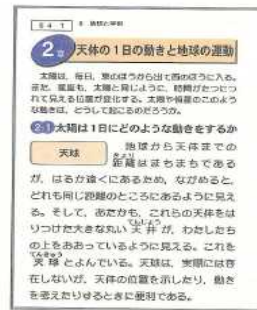 2章 天体の1日の動きと地球の運動
太陽は、毎日、東のほうから出て西のほうに入る。
また、星座も、太陽と同じように、時間がたつにつ
れて見える位置が変化する。太陽や恒星のこのよう
な動きは、どうして起こるのだろうか。
2-1 太陽は1日にどのような動きをするか
天球
地球から天体までの
距離はまちまちである
が、はるか遠くにあるため、ながめると、
どれも同じ距離のところにあるように見え
る。そして、あたかも、これらの天体をは
りつけた大きな丸い天井が、わたしたち
の上をおおっているように見える。これを
天球とよんでいる。天球は、実際には存
在しないが、天体の位置を示したり、動き
を考えたりするときに便利である。